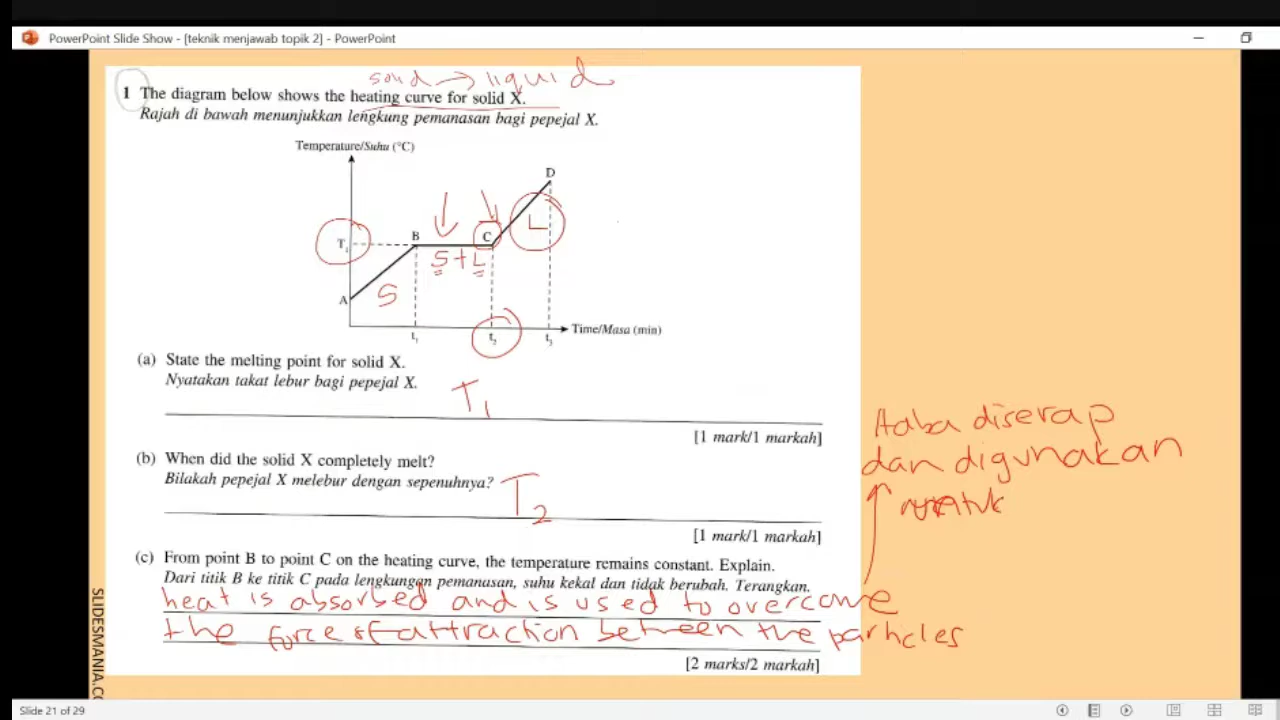 PowerPoint Slide Show - [teknik menjawab topik 2] - PowerPoint
solid → liquid
1 The diagram below shows the heating curve for solid X.
Rajah di bawah menunjukkan lengkung pemanasan bagi pepejal X.
Temperature/Suhu (°C)
D
L
T₁
B
C
S + L
A
S
Time/Masa (min)
t₁
t₂
t₃
(a) State the melting point for solid X.
Nyatakan takat lebur bagi pepejal X.
T₁
[1 mark/1 markah]
(b) When did the solid X completely melt?
Bilakah pepejal X melebur dengan sepenuhnya?
T₂
[1 mark/1 markah]
(c) From point B to point C on the heating curve, the temperature remains constant. Explain.
Dari titik B ke titik C pada lengkungan pemanasan, suhu kekal dan tidak berubah. Terangkan.
heat is absorbed and is used to overcome
the force of attraction between the particles
[2 marks/2 markah]
Haba diserap
dan digunakan
SLIDESMANIA.C
Slide 21 of 29